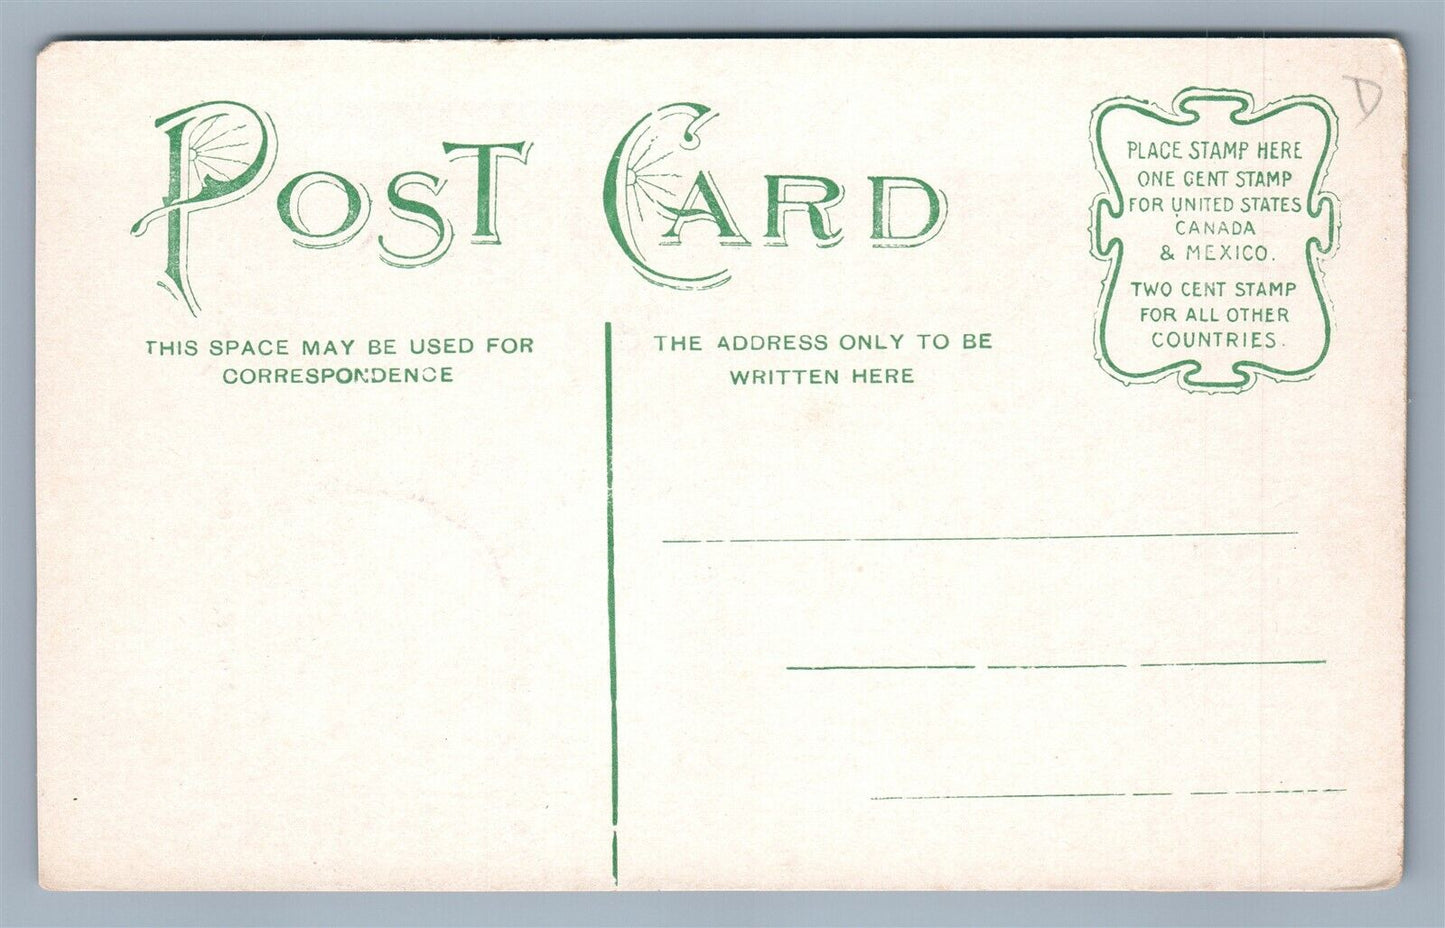 POST CARD
D
PLACE STAMP HERE
ONE CENT STAMP
FOR UNITED STATES
CANADA
& MEXICO.
TWO CENT STAMP
FOR ALL OTHER
COUNTRIES.
THIS SPACE MAY BE USED FOR
CORRESPONDENCE
THE ADDRESS ONLY TO BE
WRITTEN HERE